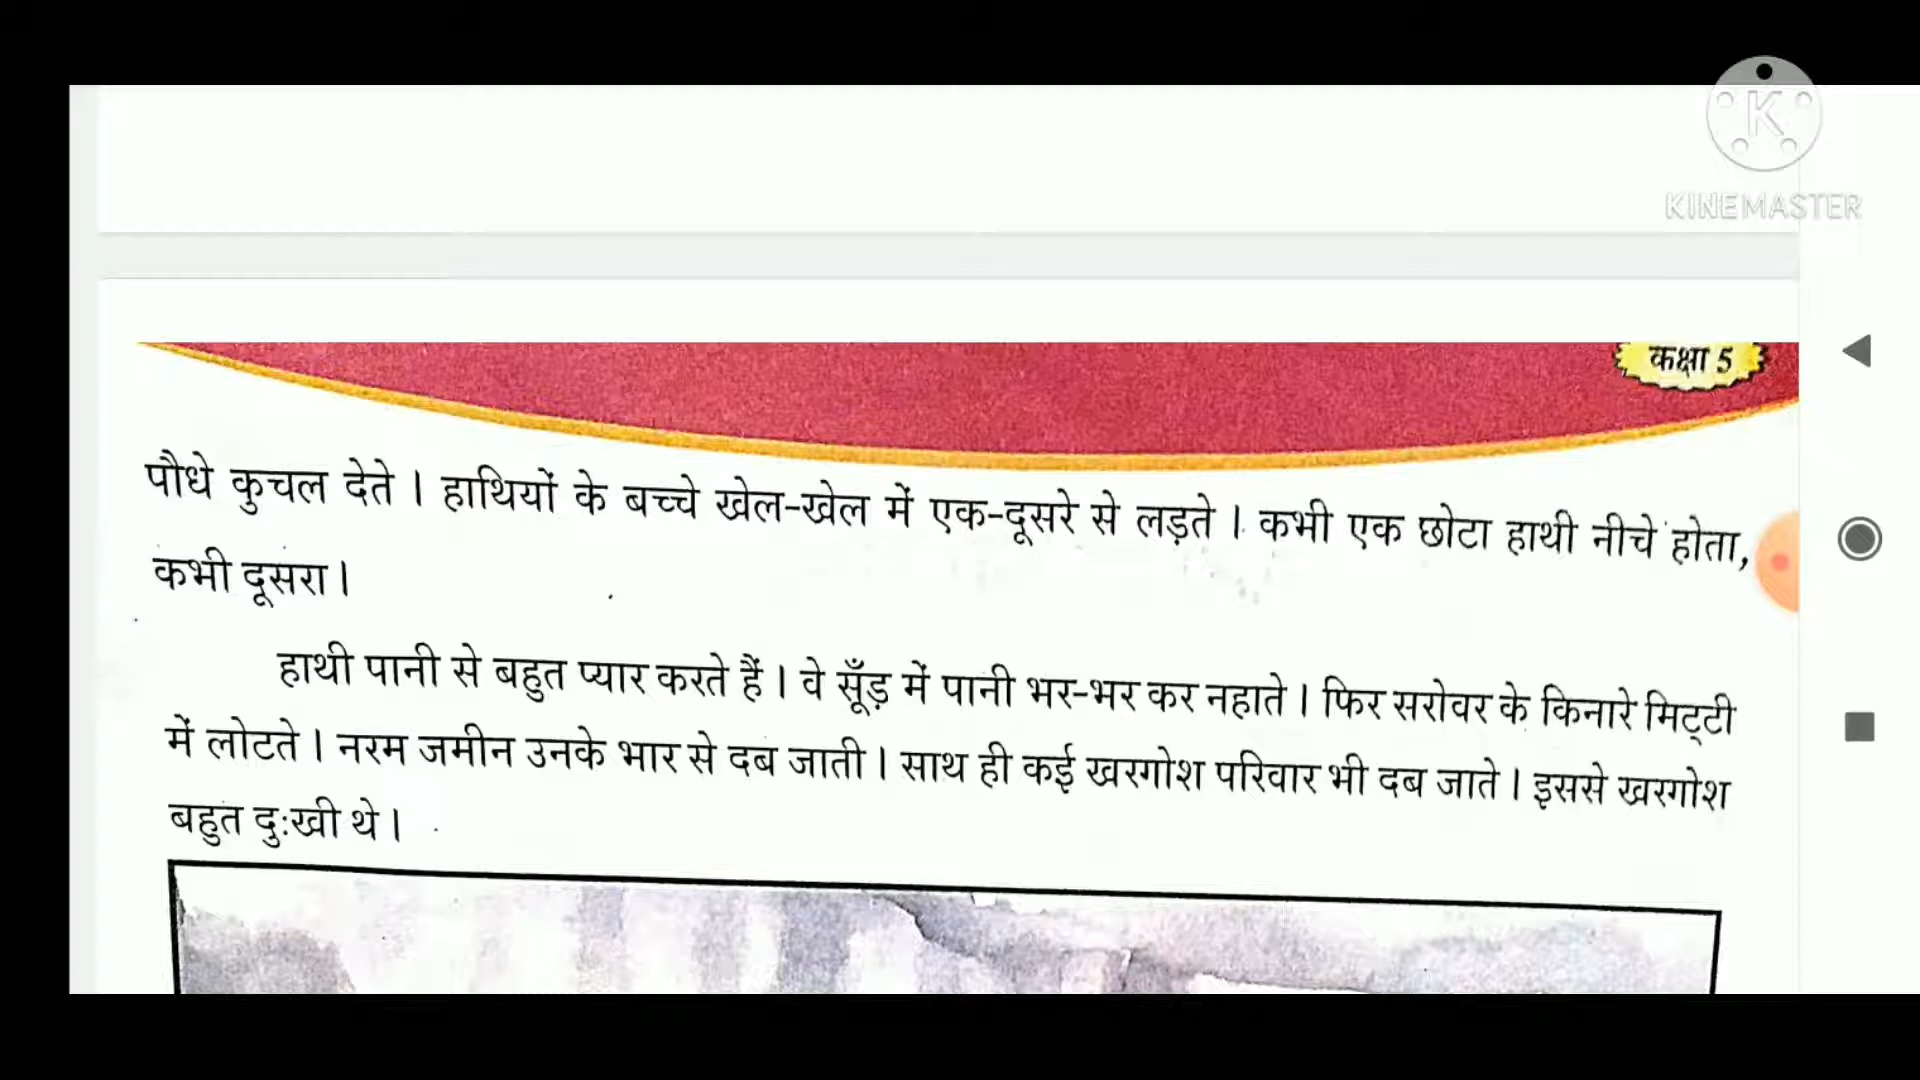 K
KINEMASTER
कक्षा 5
पौधे कुचल देते । हाथियों के बच्चे खेल-खेल में एक-दूसरे से लड़ते । कभी एक छोटा हाथी नीचे होता,
कभी दूसरा ।
हाथी पानी से बहुत प्यार करते हैं । वे सूँड़ में पानी भर-भर कर नहाते । फिर सरोवर के किनारे मिट्टी
में लोटते । नरम जमीन उनके भार से दब जाती । साथ ही कई खरगोश परिवार भी दब जाते । इससे खरगोश
बहुत दुःखी थे ।